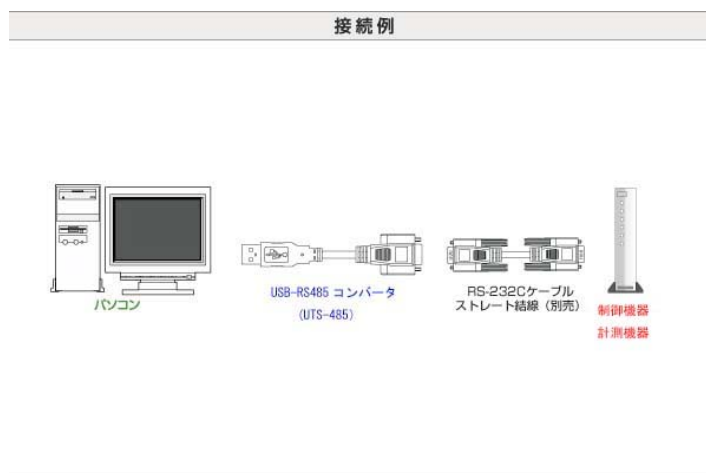 接続例
パソコン
USB-RS485 コンバータ
(UTS-485)
RS-232Cケーブル
ストレート結線（別売）
制御機器
計測機器